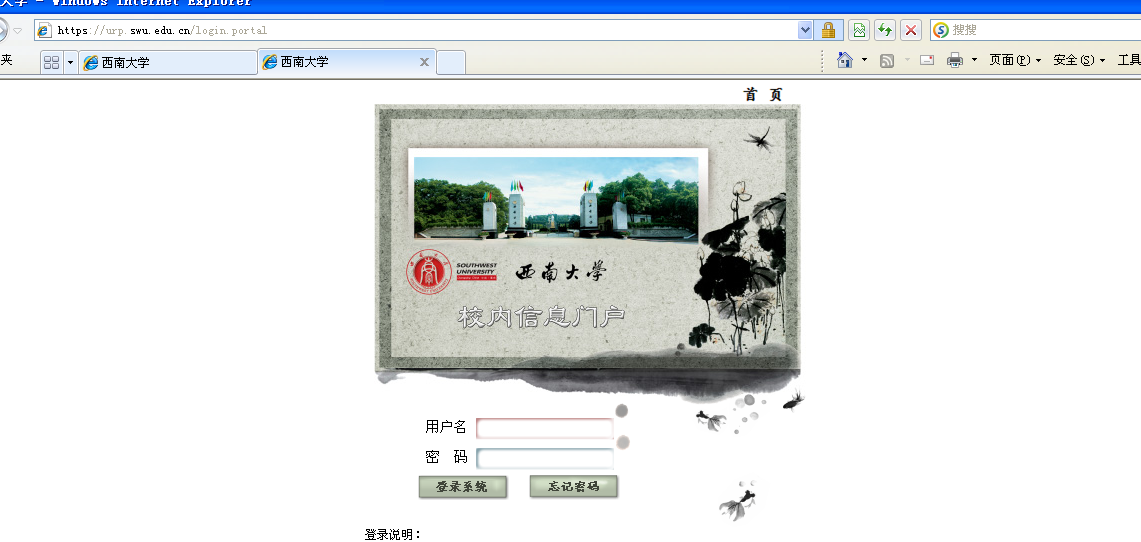 大学 - Windows Internet Explorer
https://urp.swu.edu.cn/login.portal
搜搜
夹
西南大学
西南大学
页面(P)
安全(S)
工具
首 页
SOUTHWEST
UNIVERSITY
西南大学
校内信息门户
用户名
密 码
登录系统
忘记密码
登录说明：